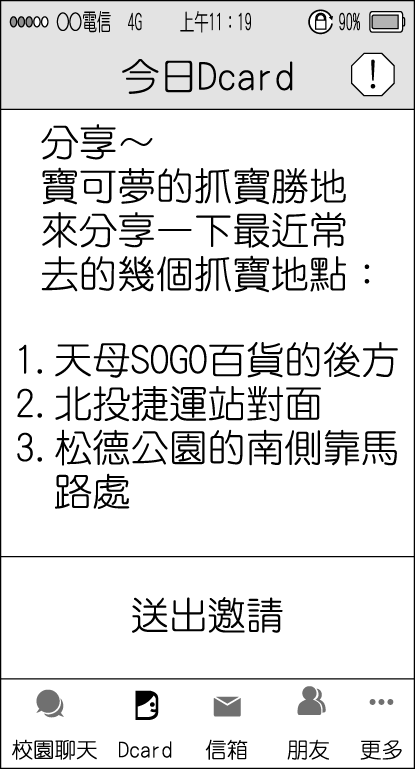 ○○電信 4G 上午11：19 90%
今日Dcard
!
分享～
寶可夢的抓寶勝地
來分享一下最近常
去的幾個抓寶地點：
1.天母SOGO百貨的後方
2.北投捷運站對面
3.松德公園的南側靠馬
路處
送出邀請
校園聊天 Dcard 信箱 朋友 更多